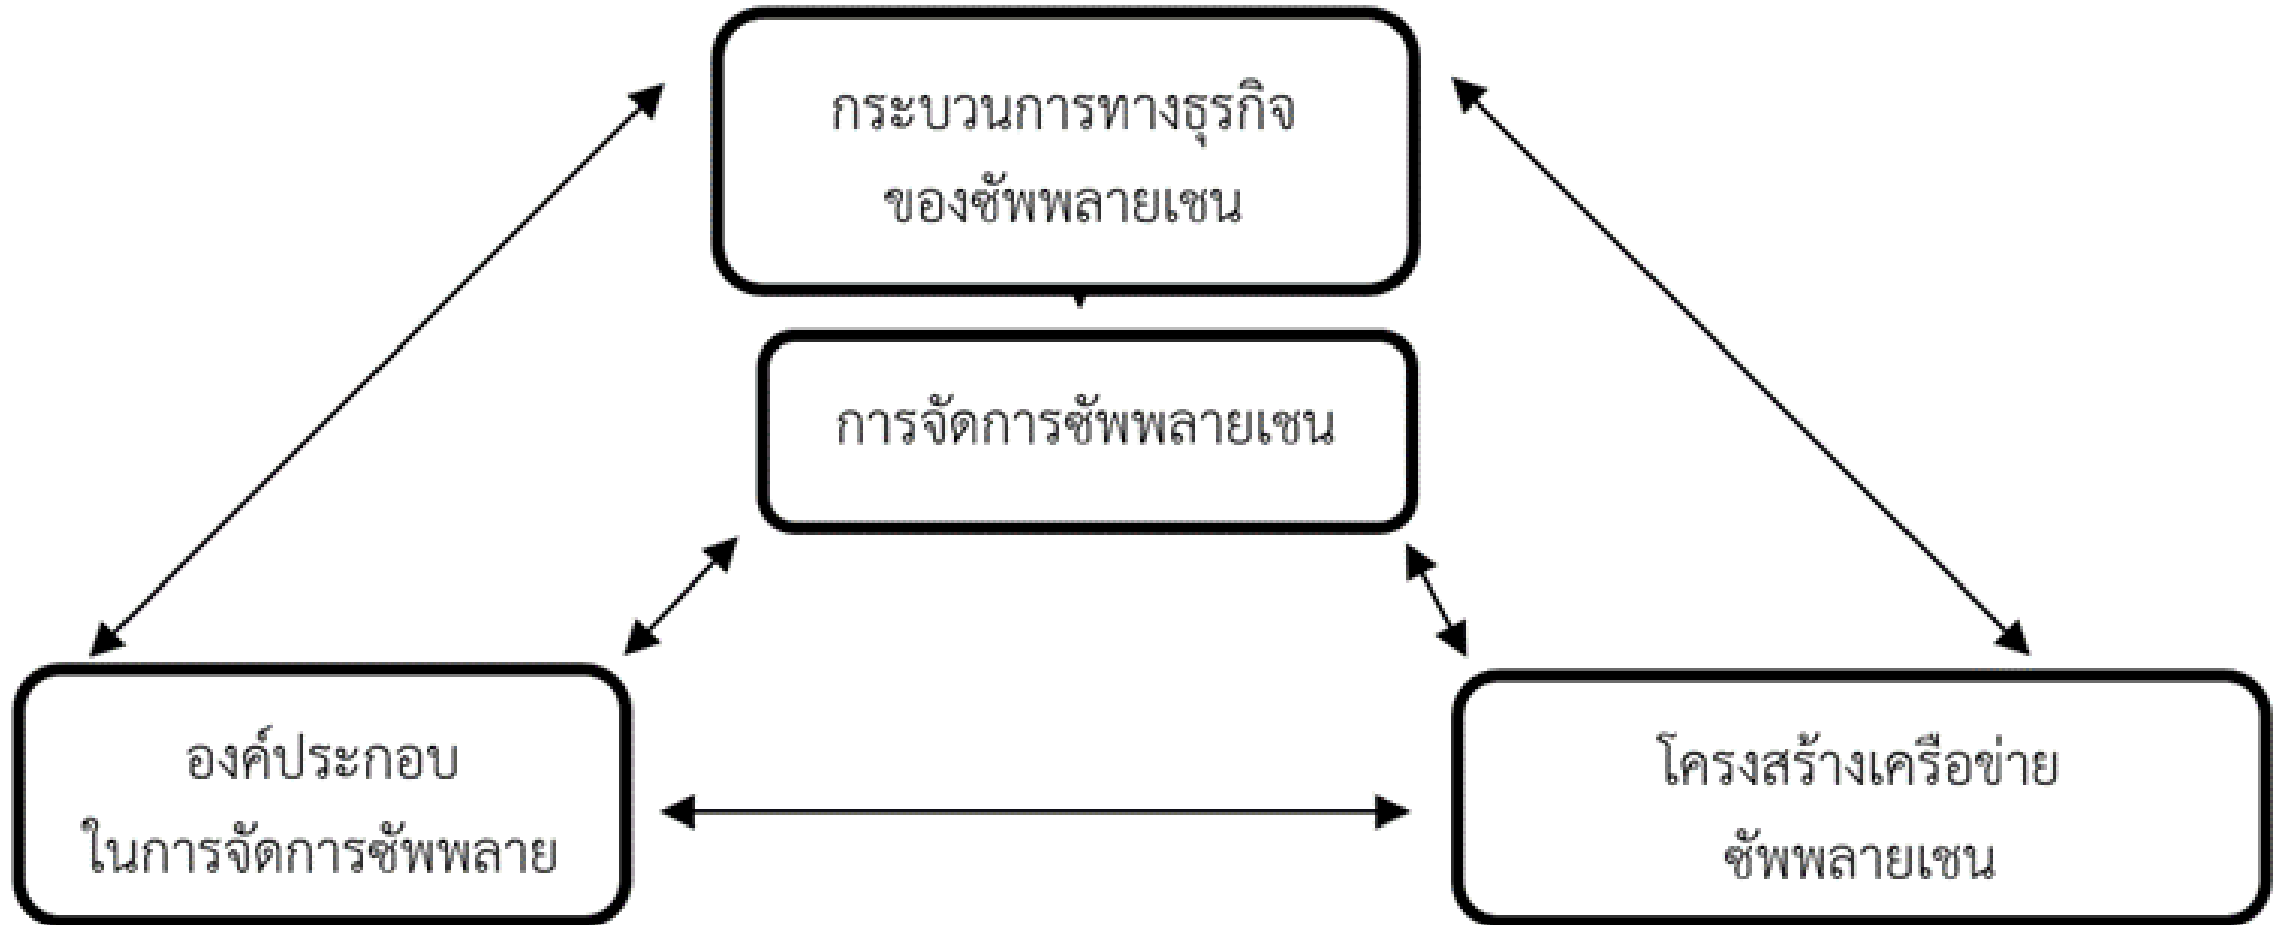 กระบวนการทางธุรกิจ
ของซัพพลายเชน
การจัดการซัพพลายเชน
องค์ประกอบ
ในการจัดการซัพพลาย
โครงสร้างเครือข่าย
ซัพพลายเชน